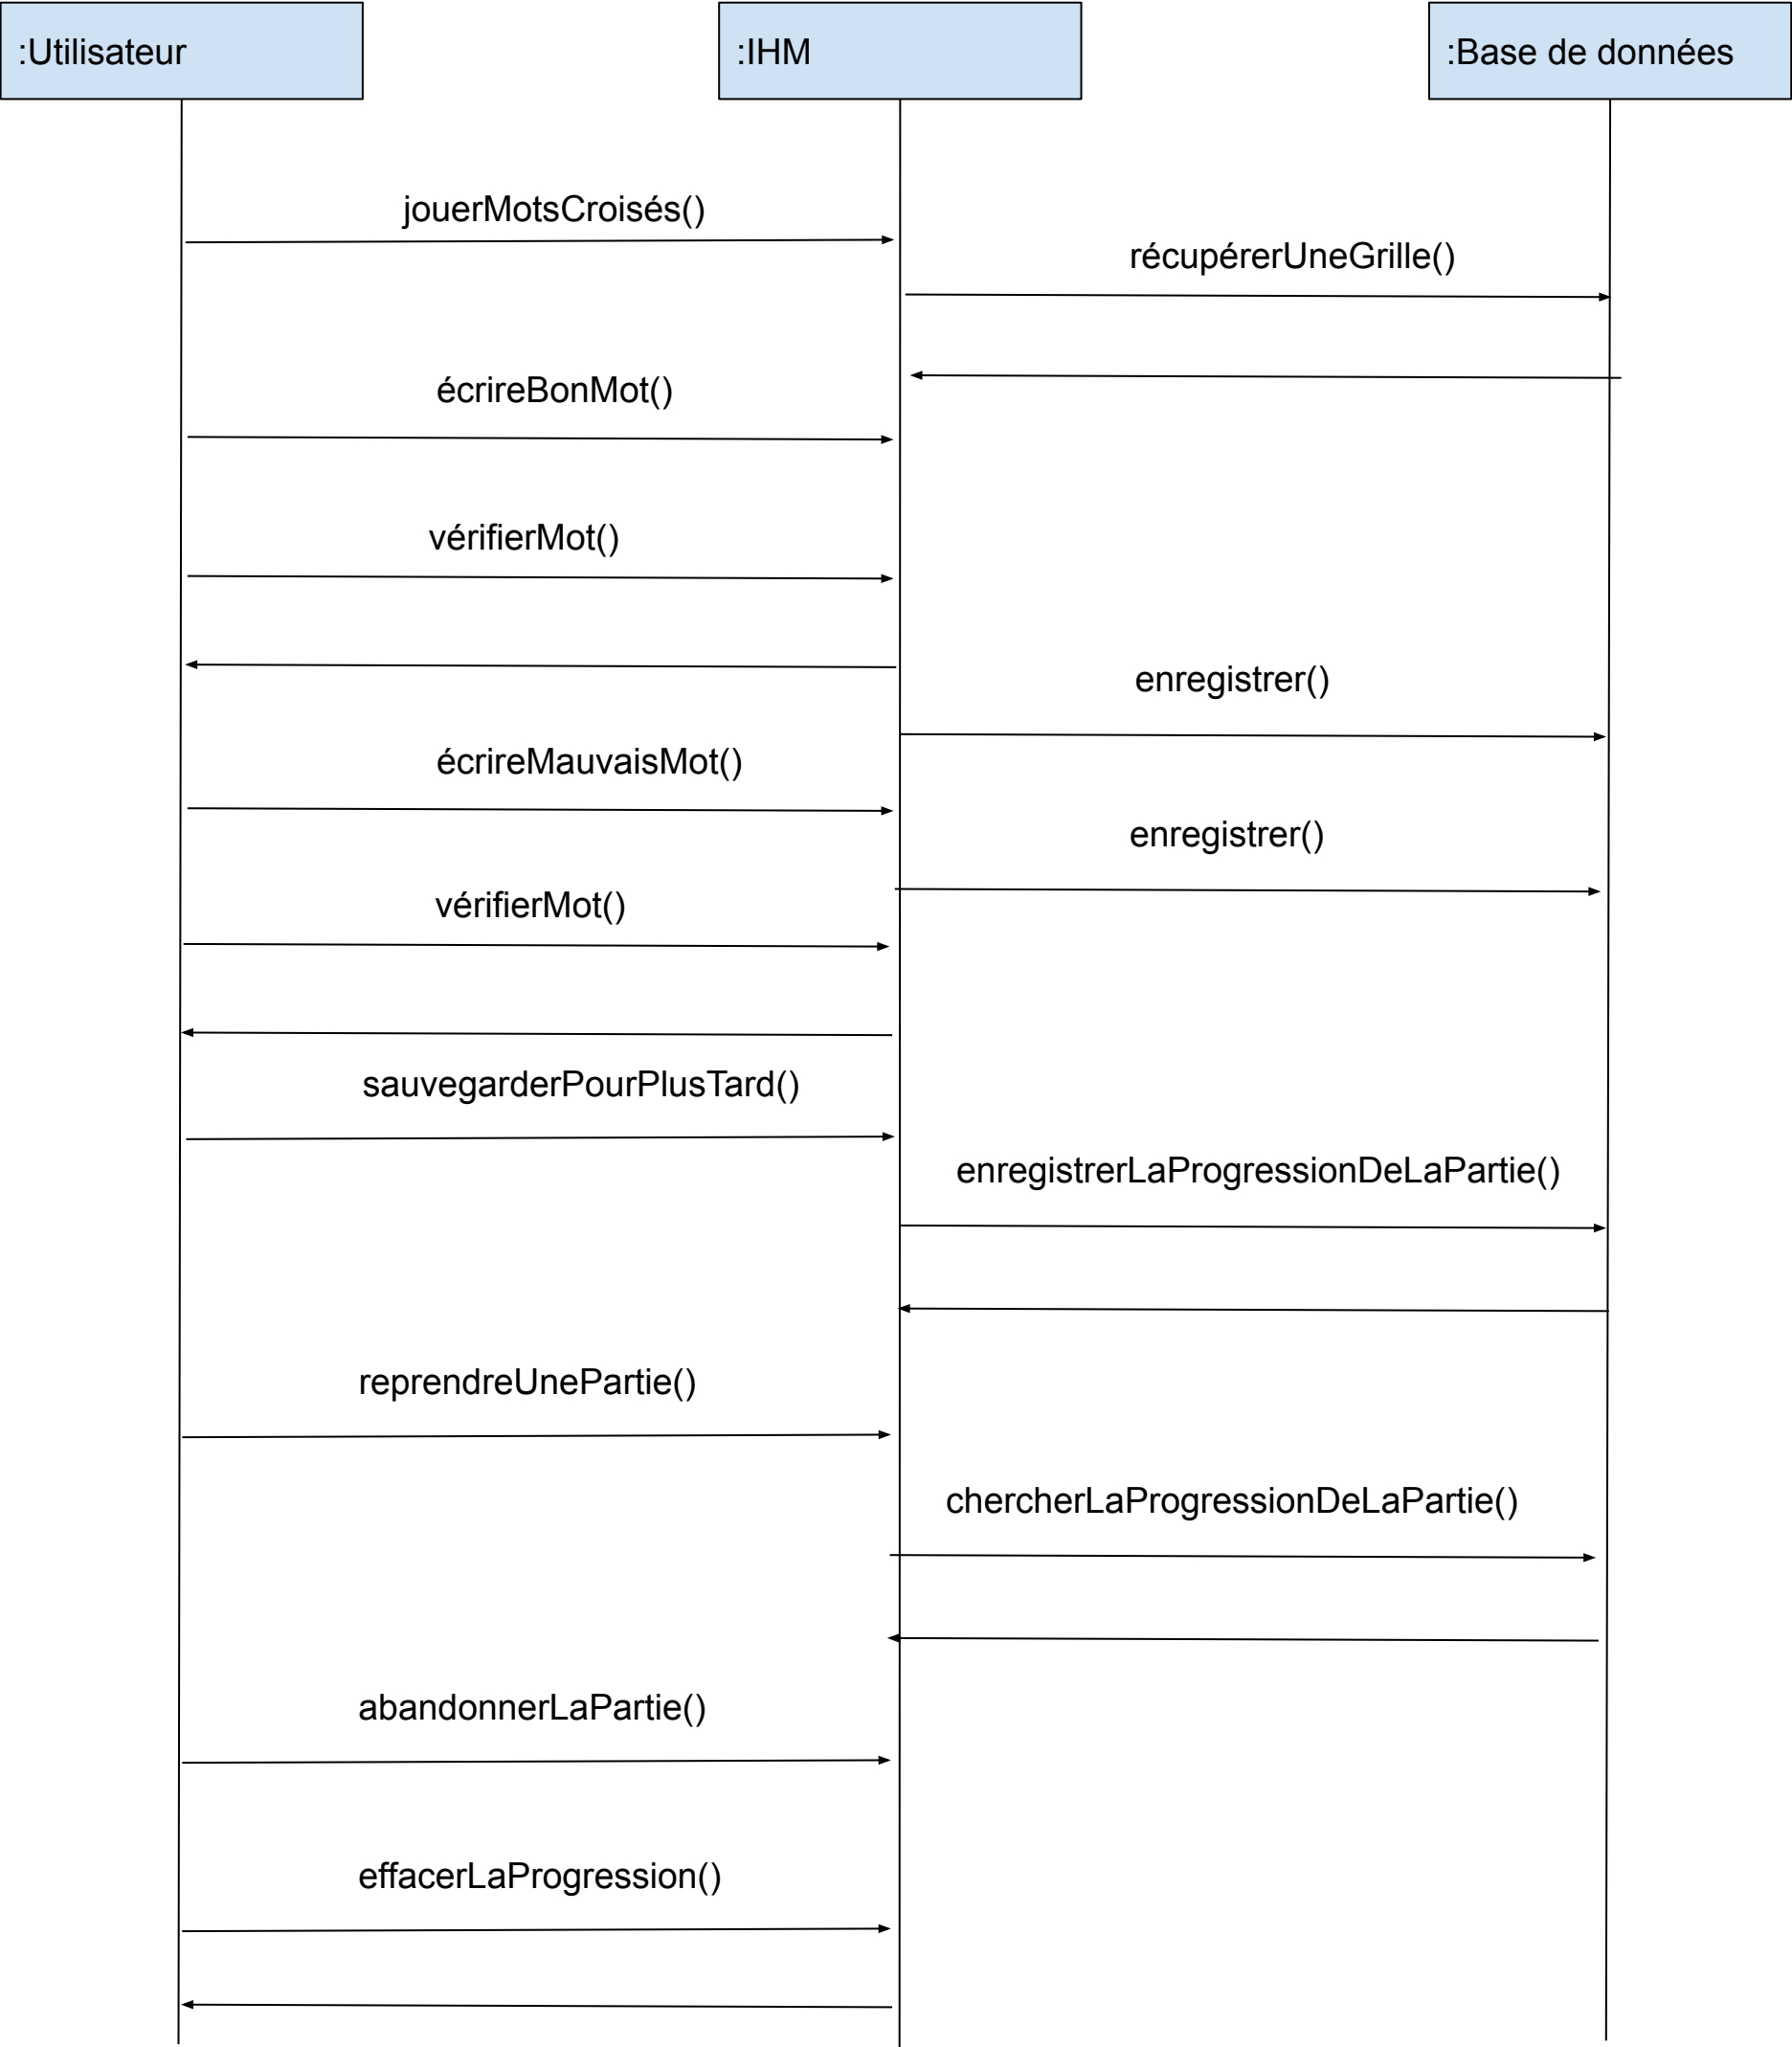 :Utilisateur
:IHM
:Base de données
jouerMotsCroisés()
récupérerUneGrille()
écrireBonMot()
vérifierMot()
enregistrer()
écrireMauvaisMot()
enregistrer()
vérifierMot()
sauvegarderPourPlusTard()
enregistrerLaProgressionDeLaPartie()
reprendreUnePartie()
chercherLaProgressionDeLaPartie()
abandonnerLaPartie()
effacerLaProgression()